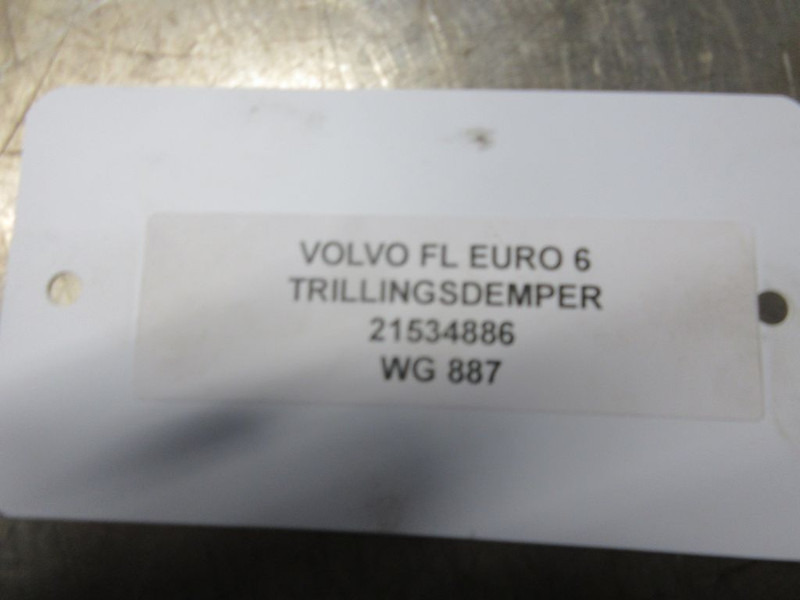 VOLVO FL EURO 6
TRILLINGSDEMPER
21534886
WG 887